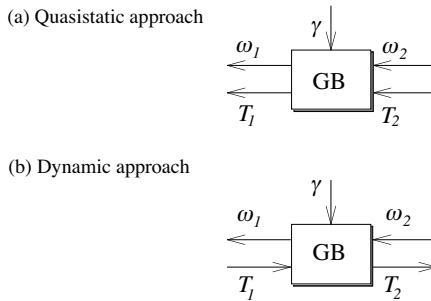 (a) Quasistatic approach
γ
ω1 ω2
GB
T1 T2
(b) Dynamic approach
γ
ω1 ω2
GB
T1 T2